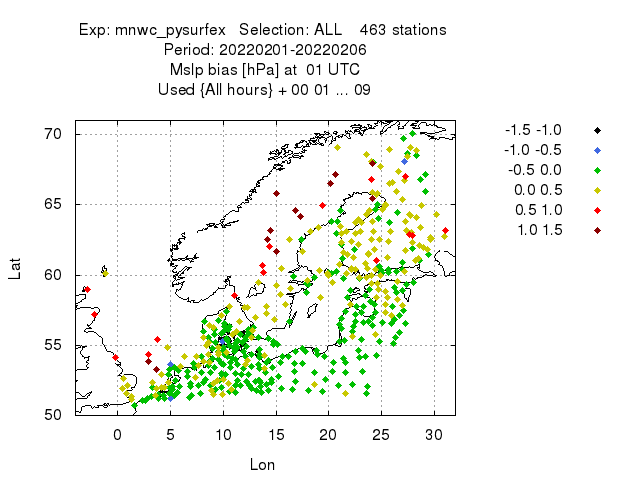 Exp: mnwc_pysurfex   Selection: ALL    463 stations
Period: 20220201-20220206
Mslp bias [hPa] at  01 UTC
Used {All hours} + 00 01 ... 09
70
65
60
55
50
0 5 10 15 20 25 30
Lat
Lon
-1.5 -1.0
-1.0 -0.5
-0.5 0.0
0.0 0.5
0.5 1.0
1.0 1.5